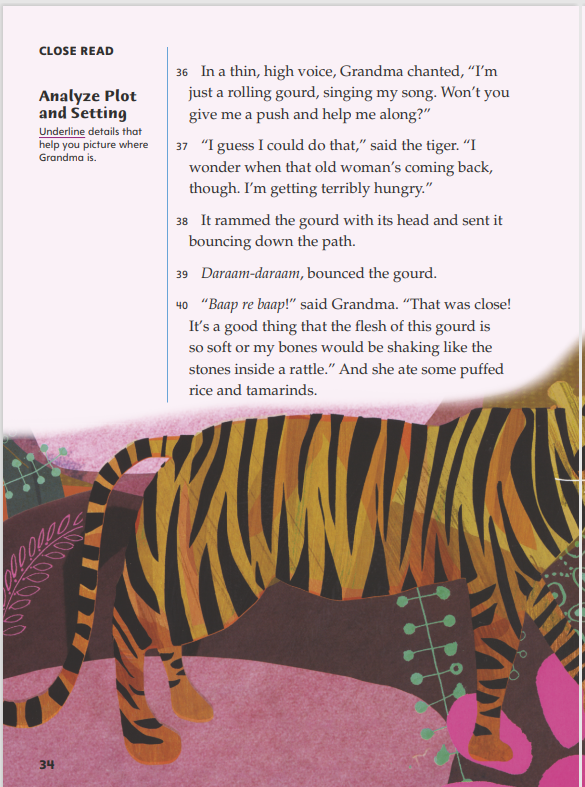 CLOSE READ
Analyze Plot
and Setting
Underline details that
help you picture where
Grandma is.
36 In a thin, high voice, Grandma chanted, “I’m
just a rolling gourd, singing my song. Won’t you
give me a push and help me along?”
37 “I guess I could do that,” said the tiger. “I
wonder when that old woman’s coming back,
though. I’m getting terribly hungry.”
38 It rammed the gourd with its head and sent it
bouncing down the path.
39 Daraam-daraam, bounced the gourd.
40 “Baap re baap!” said Grandma. “That was close!
It’s a good thing that the flesh of this gourd is
so soft or my bones would be shaking like the
stones inside a rattle.” And she ate some puffed
rice and tamarinds.
34